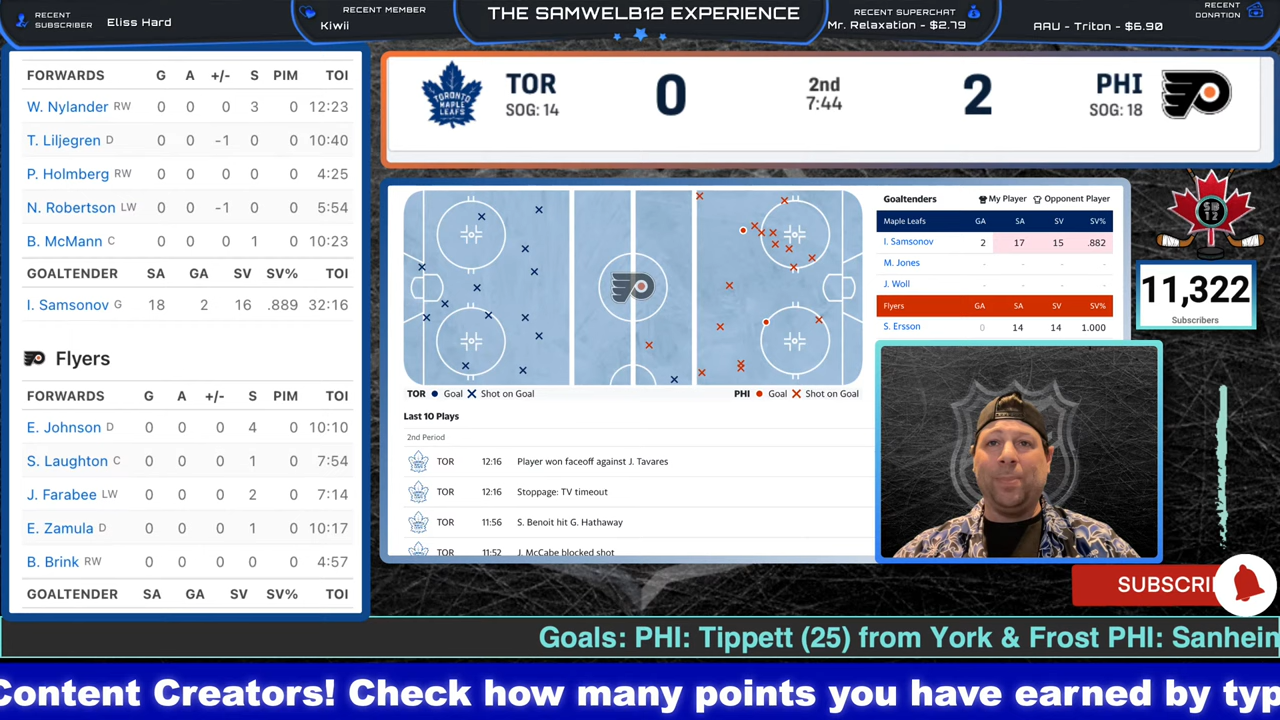 RECENT SUBSCRIBER
Eliss Hard
RECENT MEMBER
Kiwii
THE SAMWELB12 EXPERIENCE
RECENT SUPERCHAT
Mr. Relaxation - $2.79
AAU - Triton - $6.90
RECENT DONATION
FORWARDS G A +/- S PIM TOI
W. Nylander RW 0 0 0 3 0 12:23
T. Liljegren D 0 0 -1 0 0 10:40
P. Holmberg RW 0 0 0 0 0 4:25
N. Robertson LW 0 0 -1 0 0 5:54
B. McMann C 0 0 0 1 0 10:23
GOALTENDER SA GA SV SV% TOI
I. Samsonov G 18 2 16 .889 32:16
Flyers
FORWARDS G A +/- S PIM TOI
E. Johnson D 0 0 0 4 0 10:10
S. Laughton C 0 0 0 1 0 7:54
J. Farabee LW 0 0 0 2 0 7:14
E. Zamula D 0 0 0 1 0 10:17
B. Brink RW 0 0 0 0 0 4:57
GOALTENDER SA GA SV SV% TOI
TORONTO MAPLE LEAFS
TOR
SOG: 14
0
2nd
7:44
2
PHI
SOG: 18
TOR Goal Shot on Goal
PHI Goal Shot on Goal
Last 10 Plays
2nd Period
TOR 12:16 Player won faceoff against J. Tavares
TOR 12:16 Stoppage: TV timeout
TOR 11:56 S. Benoit hit G. Hathaway
TOR 11:52 J. McCabe blocked shot
Goaltenders My Player Opponent Player
Maple Leafs GA SA SV SV%
I. Samsonov 2 17 15 .882
M. Jones - - - -
J. Woll - - - -
Flyers GA SA SV SV%
S. Ersson 0 14 14 1.000
SB
12
11,322
Subscribers
SUBSCRI
Goals: PHI: Tippett (25) from York & Frost PHI: Sanhein
Content Creators! Check how many points you have earned by typ